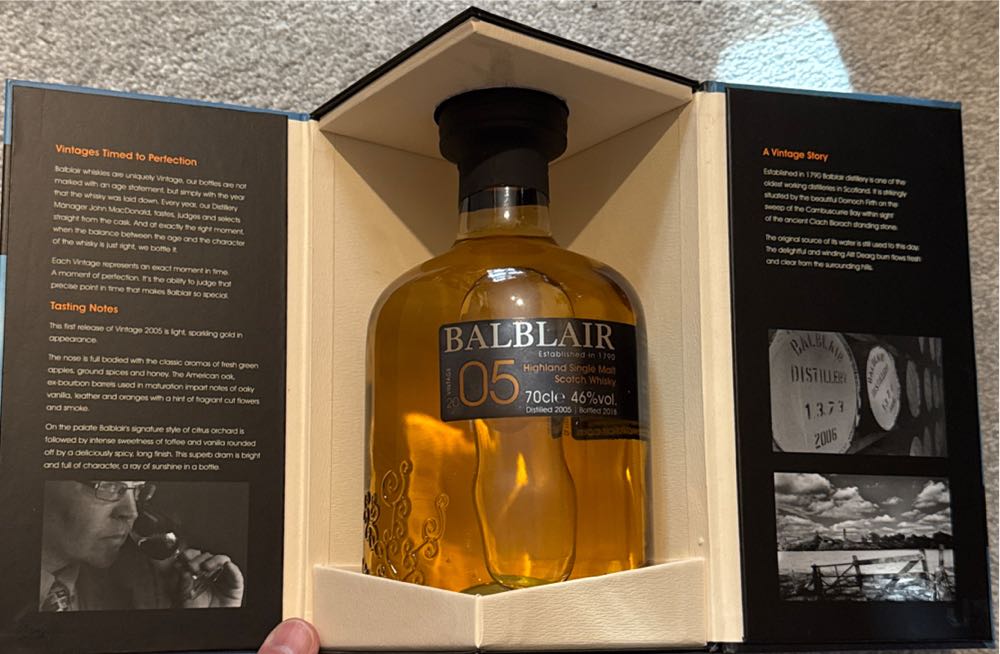 Vintages Timed to Perfection
Balblair whiskies are uniquely Vintage, our bottles are not
marked with an age statement, but simply with the year
that the whisky was laid down. Every year, our Distillery
Manager John MacDonald, tastes, judges and selects
straight from the cask. And at exactly the right moment,
when the balance between the age and the character
of the whisky is just right, we bottle it.
Each Vintage represents an exact moment in time.
A moment of perfection. It's the ability to judge that
precise point in time that makes Balblair so special.
Tasting Notes
This first release of Vintage 2005 is light, sparkling gold in
appearance.
The nose is full bodied with the classic aromas of fresh green
apples, ground spices and honey. The American oak,
ex-bourbon barrels used in maturation impart notes of oaky
vanilla, leather and oranges with a hint of fragrant cut flowers
and smoke.
On the palate Balblair's signature style of citrus orchard is
followed by intense sweetness of toffee and vanilla rounded
off by a deliciously spicy, long finish. This superb dram is bright
and full of character, a ray of sunshine in a bottle.
BALBLAIR
Established in 1790
VINTAGE
20
05
Highland Single Malt
Scotch Whisky
70cl e 46%vol.
Distilled 2005 | Bottled 2018
A Vintage Story
Established in 1790 Balblair distillery is one of the
oldest working distilleries in Scotland. It is strikingly
situated by the beautiful Dornoch Firth on the
sweep of the Cambuscurrie Bay within sight
of the ancient Clach Biorach standing stone.
The original source of its water is still used to this day.
The delightful and winding Allt Dearg burn flows fresh
and clear from the surrounding hills.
BALBLAIR
DISTILLERY
1373
2006